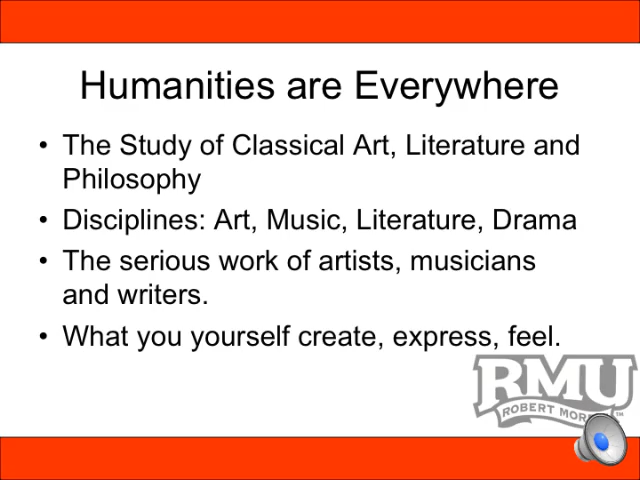 Humanities are Everywhere
• The Study of Classical Art, Literature and
Philosophy
• Disciplines: Art, Music, Literature, Drama
• The serious work of artists, musicians
and writers.
• What you yourself create, express, feel.
RMU
ROBERT